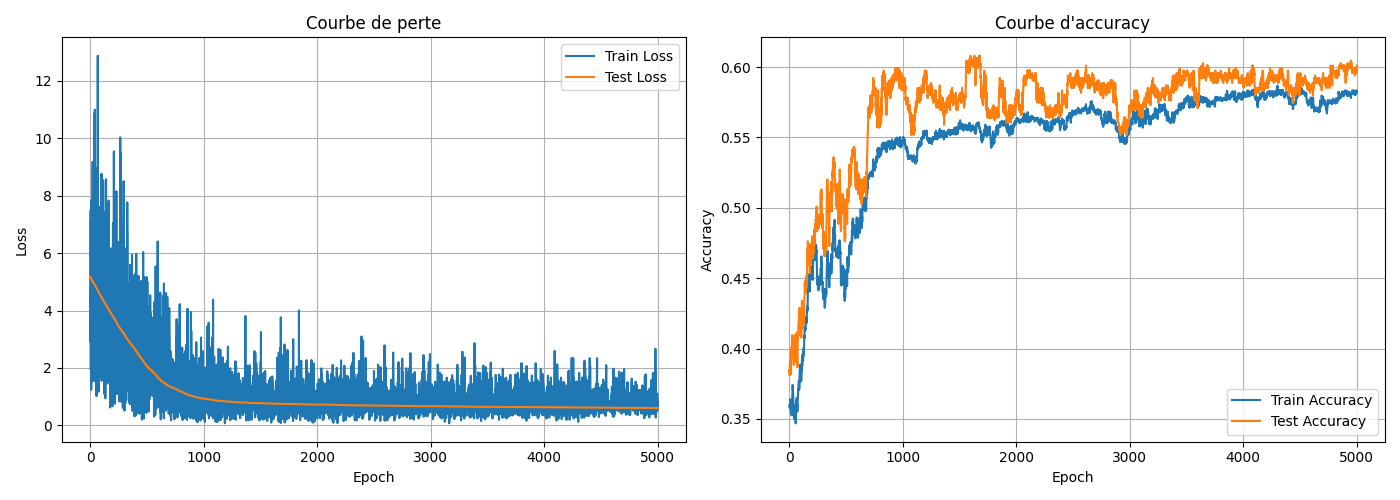 Courbe de perte
Train Loss
Test Loss
12
10
8
6
4
2
0
Loss
0 1000 2000 3000 4000 5000
Epoch
Courbe d'accuracy
0.60
0.55
0.50
0.45
0.40
0.35
Accuracy
Train Accuracy
Test Accuracy
0 1000 2000 3000 4000 5000
Epoch